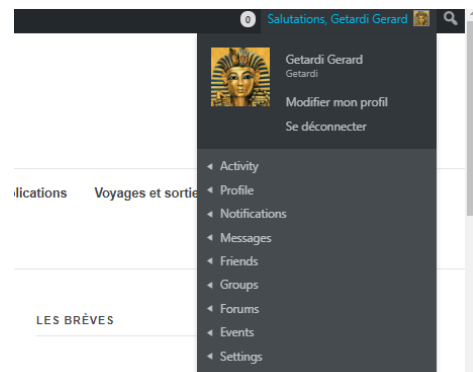 0 Salutations, Getardi Gerard
Getardi Gerard
Getardi
Modifier mon profil
Se déconnecter
Activity
Profile
Notifications
Messages
Friends
Groups
Forums
Events
Settings
lications Voyages et sortie
LES BRÈVES